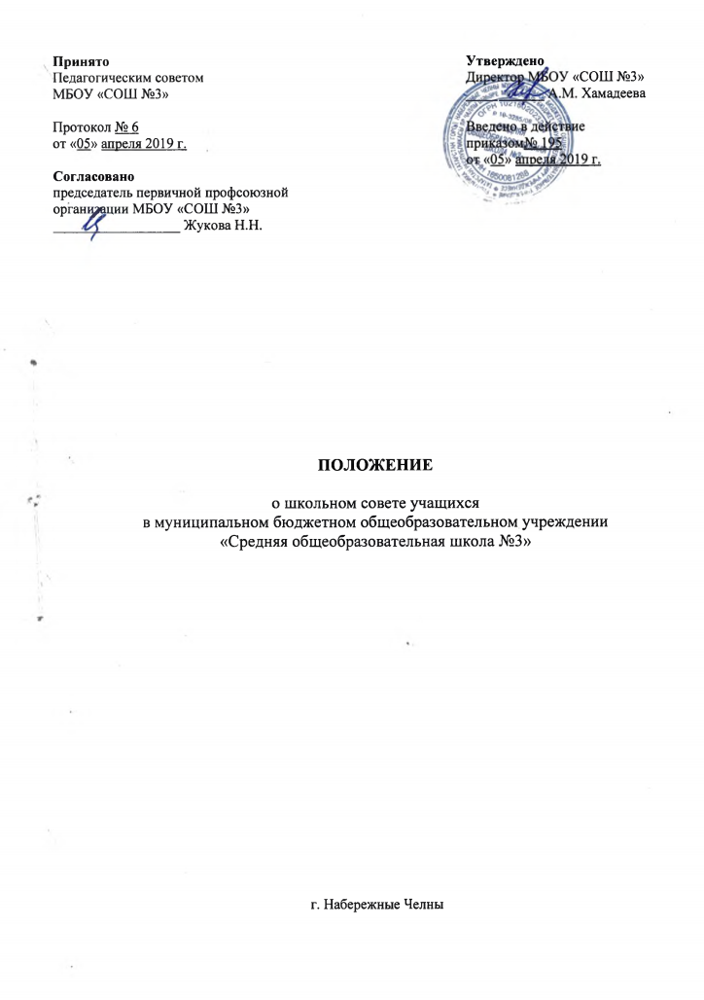 Принято
Педагогическим советом
МБОУ «СОШ №3»
Протокол № 6
от «05» апреля 2019 г.
Согласовано
председатель первичной профсоюзной
организации МБОУ «СОШ №3»
Жукова Н.Н.
Утверждено
Директор МБОУ «СОШ №3»
А.М. Хамадеева
Введено в действие
приказом№ 195
от «05» апреля 2019 г.
ПОЛОЖЕНИЕ
о школьном совете учащихся
в муниципальном бюджетном общеобразовательном учреждении
«Средняя общеобразовательная школа №3»
г. Набережные Челны